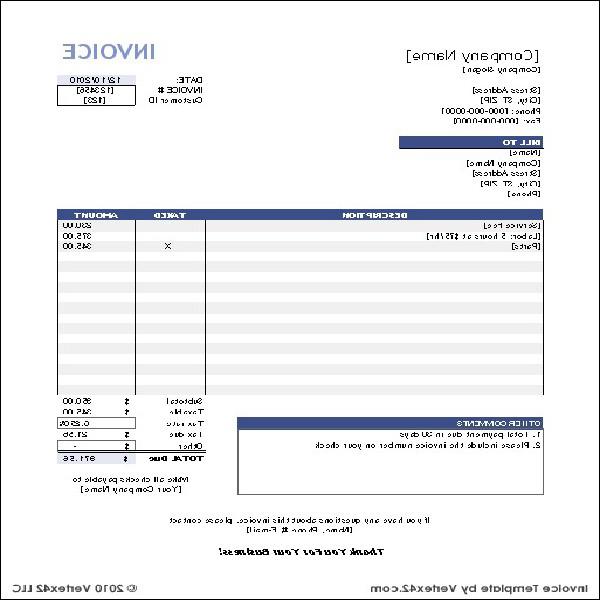 [Company Name] INVOICE
[Company Slogan]
DATE: 12/10/2010
[Street Address] INVOICE # [123456]
[City, ST ZIP] Customer ID [123]
Phone: [000-000-0000]
Fax: [000-000-0000]
BILL TO
[Name]
[Company Name]
[Street Address]
[City, ST ZIP]
[Phone]
DESCRIPTION TAXED AMOUNT
[Service Fee] 230.00
[Labor: 5 hours at $75/hr] 375.00
[Parts] X 345.00
Subtotal $ 950.00
Taxable $ 345.00
OTHER COMMENTS Tax rate 6.250%
1. Total payment due in 30 days Tax due $ 21.56
2. Please include the invoice number on your check Other $ -
TOTAL Due $ 971.56
Make all checks payable to
[Your Company Name]
If you have any questions about this invoice, please contact
[Name, Phone #, E-mail]
Thank You For Your Business!
Invoice Template by Vertex42.com © 2010 Vertex42 LLC